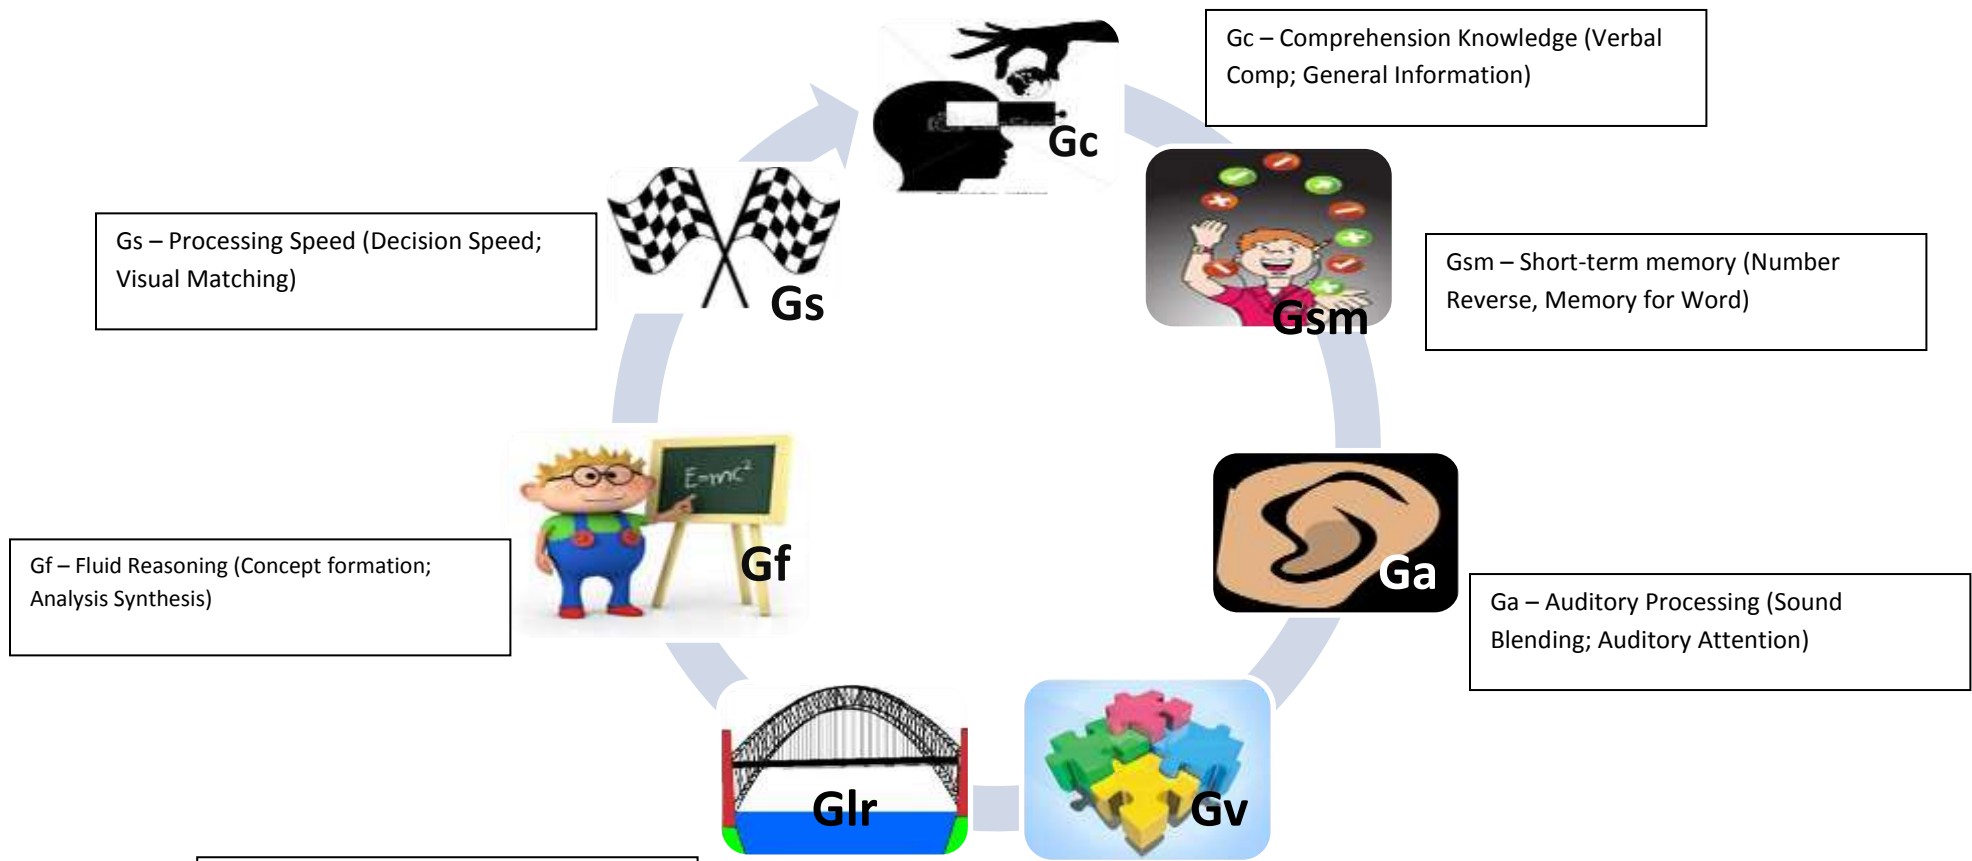 Gc – Comprehension Knowledge (Verbal
Comp; General Information)
Gc
Gs – Processing Speed (Decision Speed;
Visual Matching)
Gs
Gsm
Gsm – Short-term memory (Number
Reverse, Memory for Word)
E=mc²
Gf
Gf – Fluid Reasoning (Concept formation;
Analysis Synthesis)
Ga
Ga – Auditory Processing (Sound
Blending; Auditory Attention)
Glr
Gv